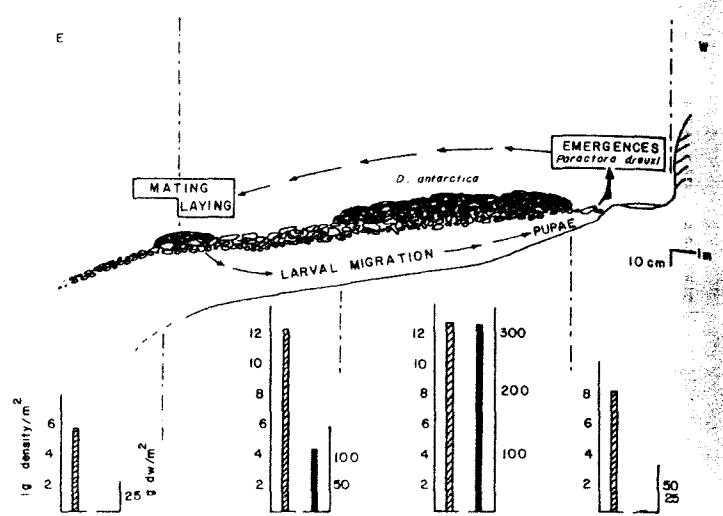 E
W
EMERGENCES
Paractora dreuxi
D. antarctica
MATING
LAYING
PUPAE
LARVAL MIGRATION
10 cm
1m
12
10
8
6
4
2
100
50
12
10
8
6
4
2
300
200
100
8
6
4
2
50
25
6
4
2
25
lg density/m²
g dw/m²